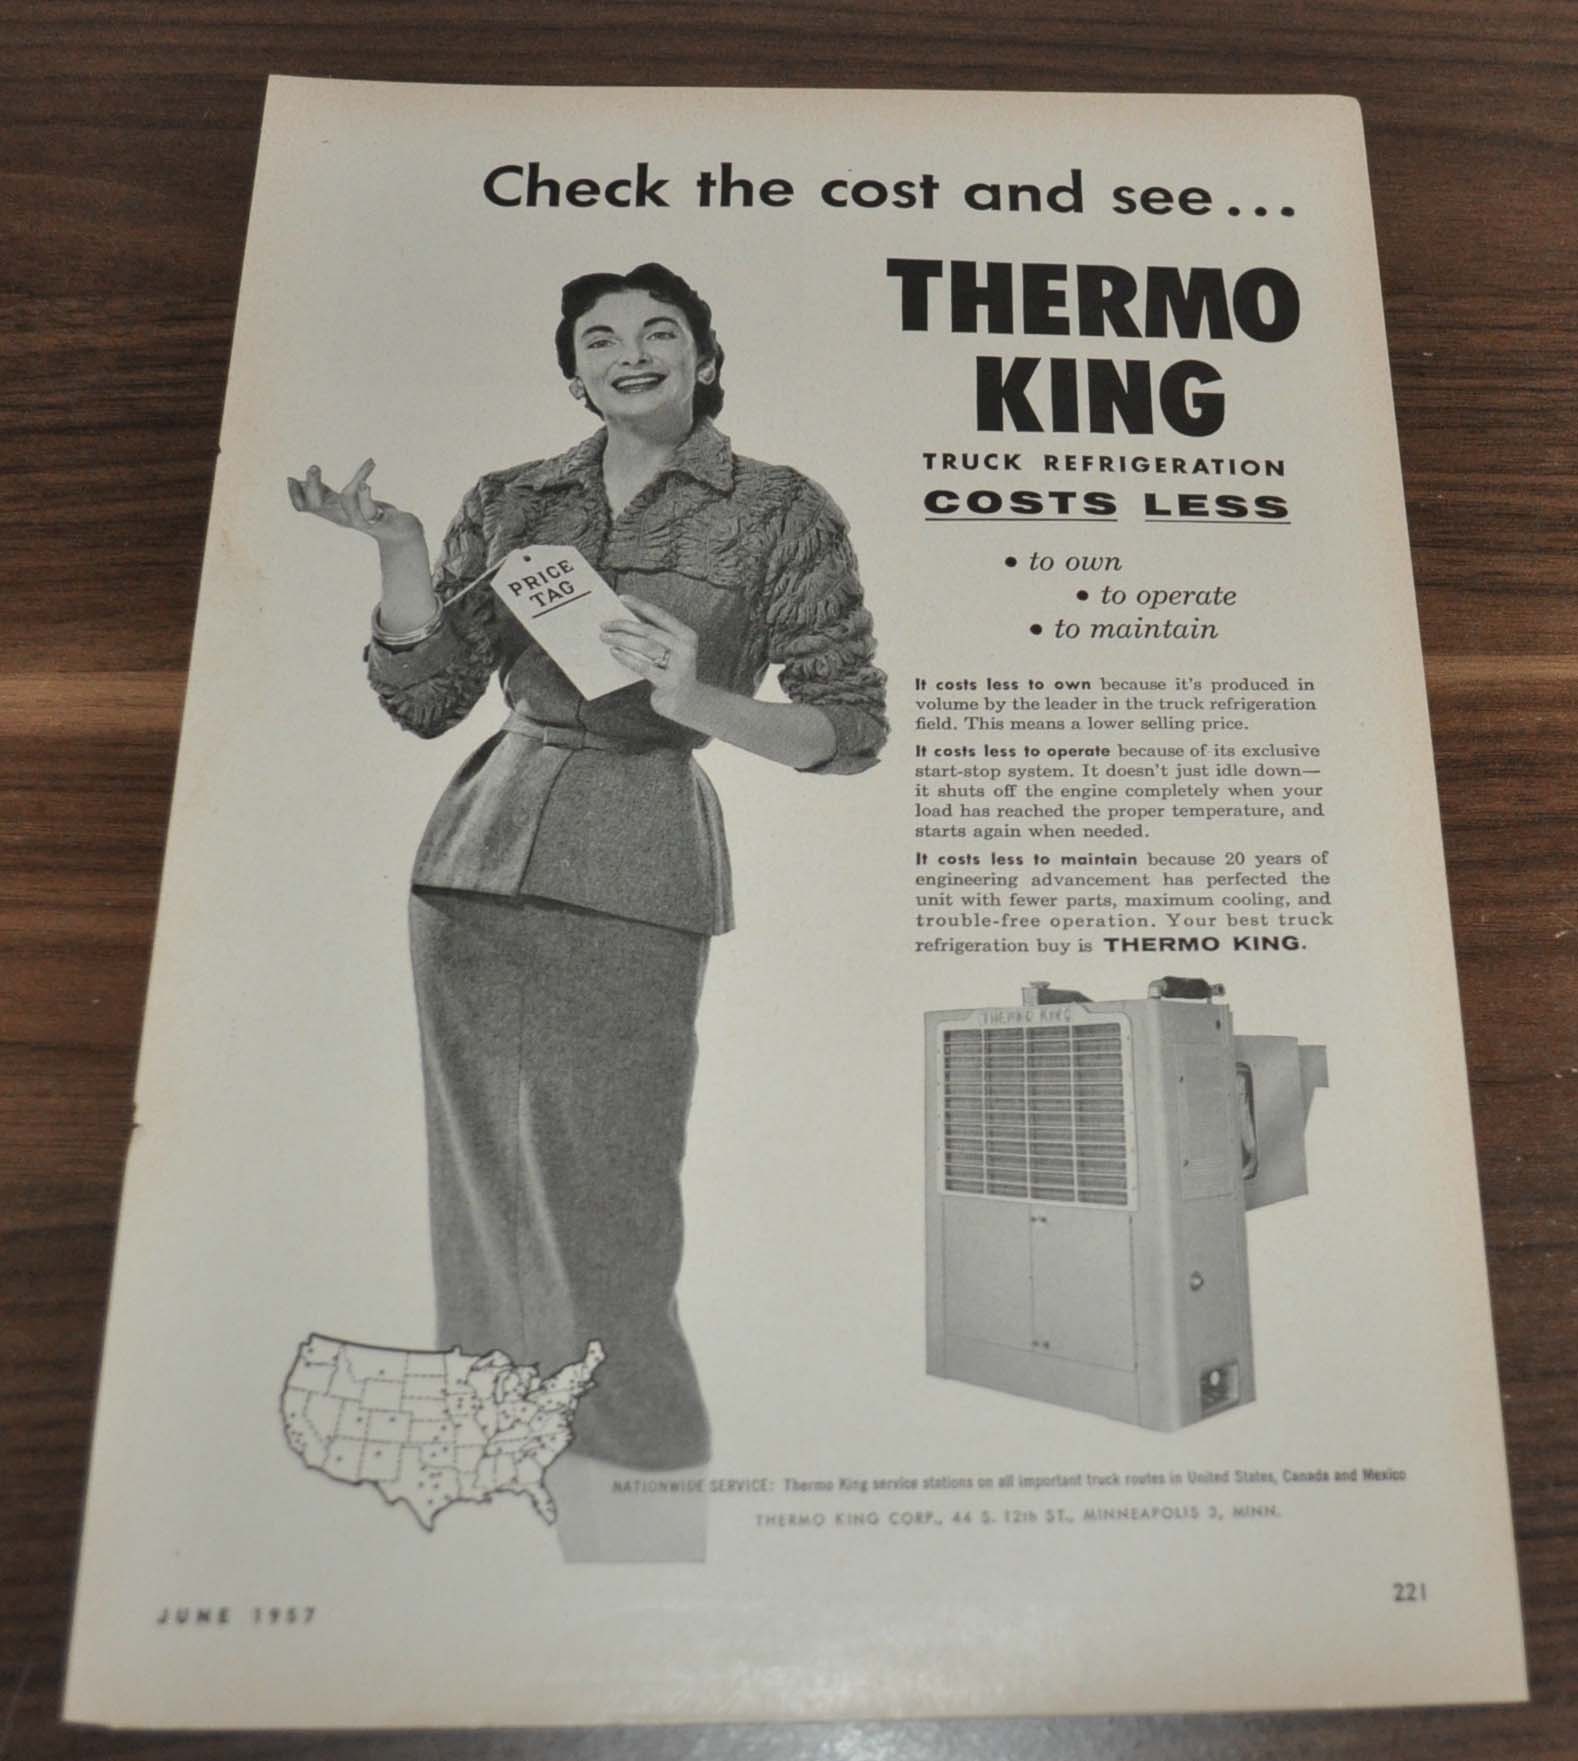 Check the cost and see...
THERMO
KING
TRUCK REFRIGERATION
COSTS LESS
• to own
• to operate
• to maintain
PRICE
TAG
It costs less to own because it's produced in
volume by the leader in the truck refrigeration
field. This means a lower selling price.
It costs less to operate because of its exclusive
start-stop system. It doesn't just idle down—
it shuts off the engine completely when your
load has reached the proper temperature, and
starts again when needed.
It costs less to maintain because 20 years of
engineering advancement has perfected the
unit with fewer parts, maximum cooling, and
trouble-free operation. Your best truck
refrigeration buy is THERMO KING.
THERMO KING
NATIONWIDE SERVICE: Thermo King service stations on all important truck routes in United States, Canada and Mexico
THERMO KING CORP., 44 S. 12th ST., MINNEAPOLIS 3, MINN.
JUNE 1957
221